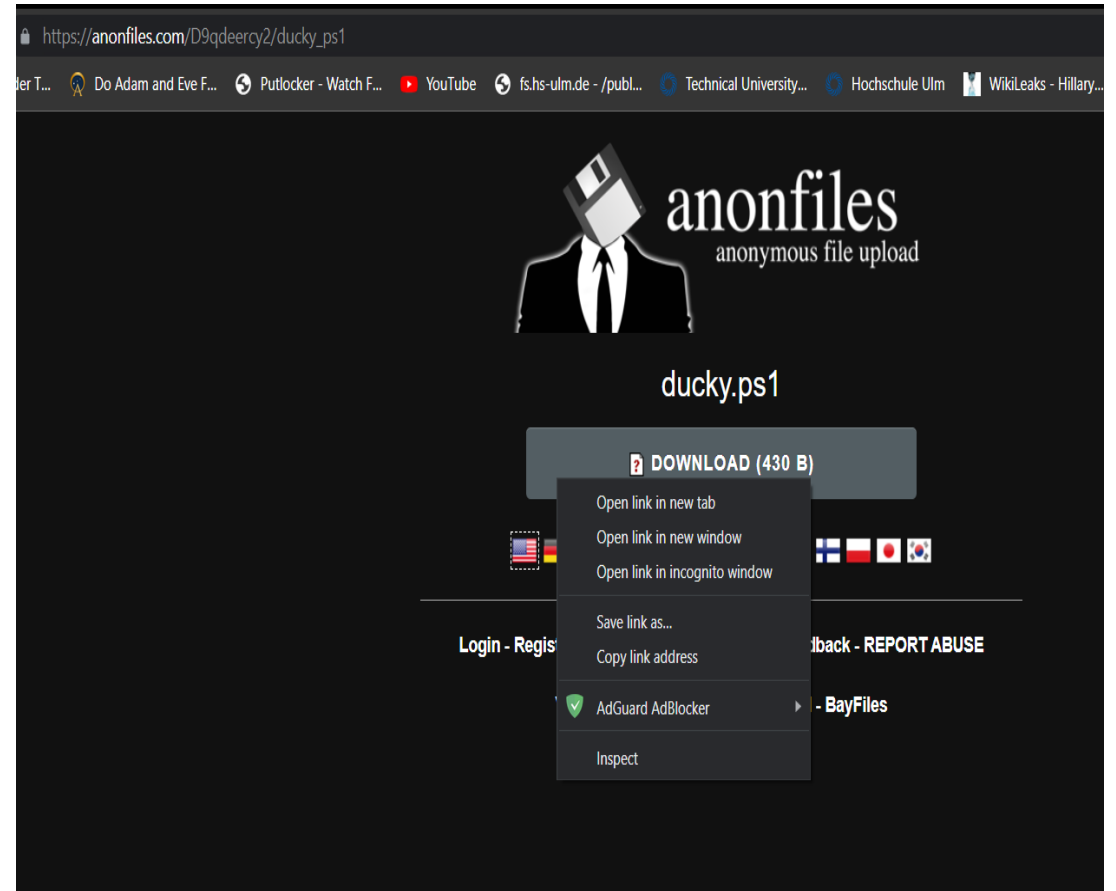 https://anonfiles.com/D9qdeercy2/ducky_ps1
der T... Do Adam and Eve F... Putlocker - Watch F... YouTube fs.hs-ulm.de - /publ... Technical University... Hochschule Ulm WikiLeaks - Hillary...
anonfiles
anonymous file upload
ducky.ps1
DOWNLOAD (430 B)
Open link in new tab
Open link in new window
Open link in incognito window
Save link as...
Login - Regis dback - REPORT ABUSE
Copy link address
AdGuard AdBlocker
- BayFiles
Inspect